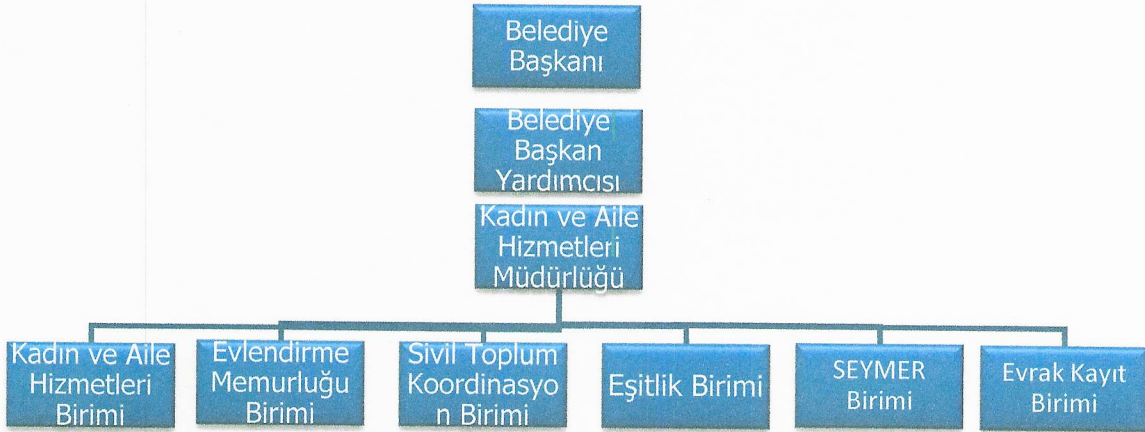 Belediye
Başkanı
Belediye
Başkan
Yardımcısı
Kadın ve Aile
Hizmetleri
Müdürlüğü
Kadın ve Aile
Hizmetleri
Birimi
Evlendirme
Memurluğu
Birimi
Sivil Toplum
Koordinasyo
n Birimi
Eşitlik Birimi
SEYMER
Birimi
Evrak Kayıt
Birimi